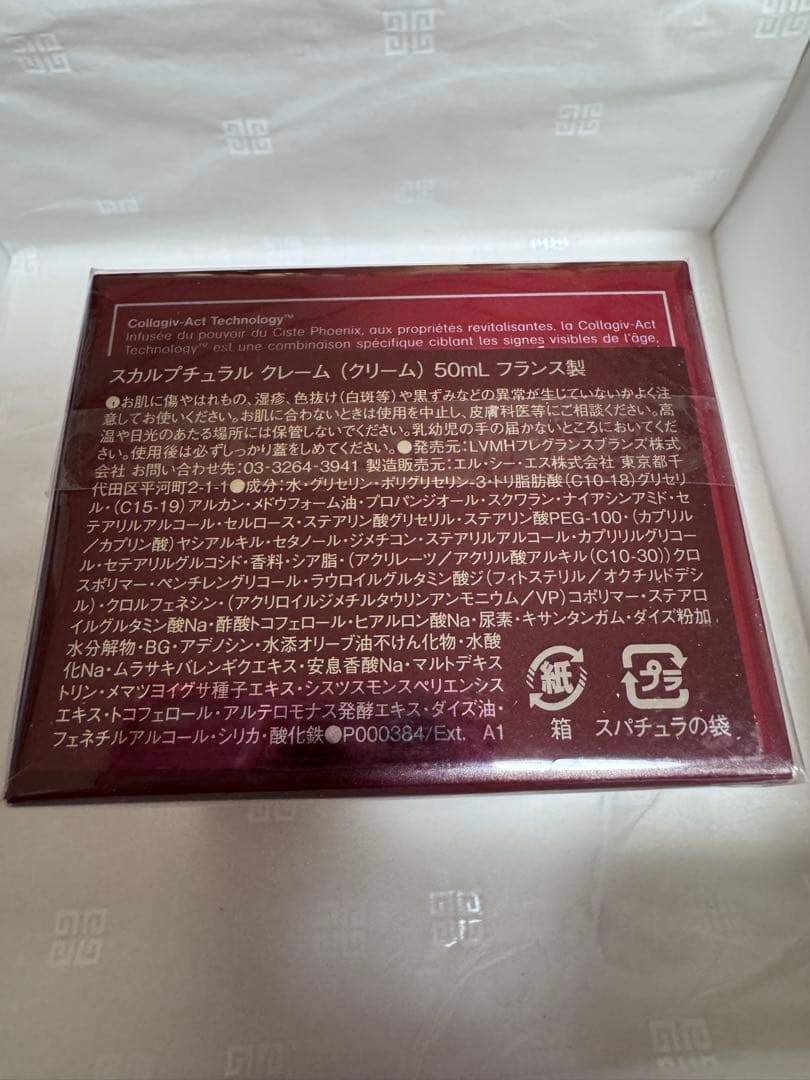 Collagiv-Act Technology™
Infusée du pouvoir du Ciste Phoenix, aux propriétés revitalisantes, la Collagiv-Act
Technology™ est une combinaison spécifique ciblant les signes visibles de l'âge,
スカルプチュラル クレーム（クリーム）50mL フランス製
●お肌に傷やはれもの、湿疹、色抜け(白斑等)や黒ずみなどの異常が生じていないかよく注
意してお使いください。お肌に合わないときは使用を中止し、皮膚科医等にご相談ください。高
温や日光のあたる場所には保管しないでください。乳幼児の手の届かないところにおいてくだ
さい。使用後は必ずしっかり蓋をしめてください。●発売元：LVMHフレグランスブランズ株式
会社 お問い合わせ先：03-3264-3941 製造販売元：エル・シー・エス株式会社 東京都千
代田区平河町2-1-1●成分：水・グリセリン・ポリグリセリン-3・トリ脂肪酸(C10-18)グリセリ
ル・(C15-19)アルカン・メドウフォーム油・プロパンジオール・スクワラン・ナイアシンアミド・セ
テアリルアルコール・セルロース・ステアリン酸グリセリル・ステアリン酸PEG-100・(カプリル
／カプリン酸)ヤシアルキル・セタノール・ジメチコン・ステアリルアルコール・カプリリルグリコー
ル・セテアリルグルコシド・香料・シア脂・(アクリレーツ／アクリル酸アルキル(C10-30))クロ
スポリマー・ペンチレングリコール・ラウロイルグルタミン酸ジ(フィトステリル／オクチルドデシ
ル)・クロルフェネシン・(アクリロイルジメチルタウリンアンモニウム／VP)コポリマー・ステアロ
イルグルタミン酸Na・酢酸トコフェロール・ヒアルロン酸Na・尿素・キサンタンガム・ダイズ粉加
水分解物・BG・アデノシン・水添オリーブ油不けん化物・水酸
化Na・ムラサキバレンギクエキス・安息香酸Na・マルトデキス
トリン・メマツヨイグサ種子エキス・シスツスモンスペリエンシス
エキス・トコフェロール・アルテロモナス発酵エキス・ダイズ油・
フェネチルアルコール・シリカ・酸化鉄●P000384/Ext. A1
紙
箱
プラ
スパチュラの袋